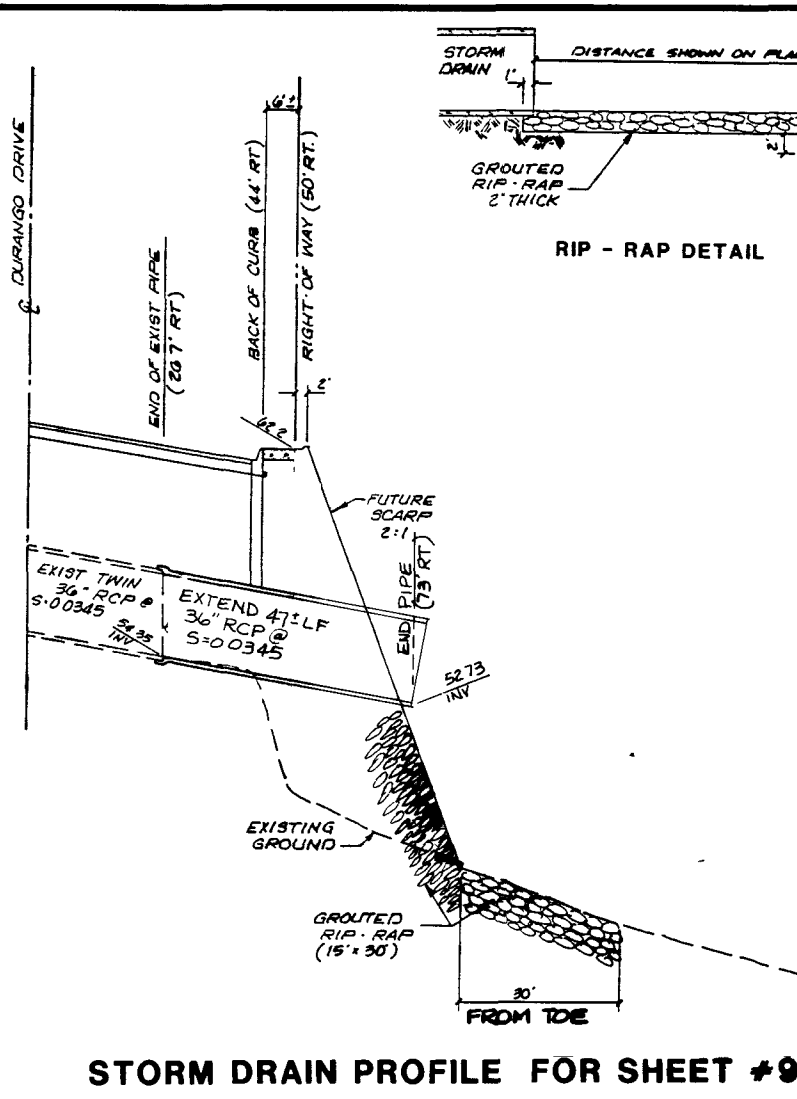 STORM
DRAIN
DISTANCE SHOWN ON PLA
1'
2'
GROUTED
RIP-RAP
2' THICK
RIP - RAP DETAIL
℄ DURANGO DRIVE
END OF EXIST PIPE
(26 7' RT)
6'±
BACK OF CURB (44' RT)
RIGHT-OF WAY (50' RT.)
2'
62 2
FUTURE
SCARP
2:1
END PIPE
(73' RT)
EXIST TWIN
36" RCP @
S=0 0345
54 35
INV
EXTEND 47± LF
36" RCP @
S=0 0345
52 73
INV
EXISTING
GROUND
GROUTED
RIP-RAP
(15' x 30')
30'
FROM TOE
STORM DRAIN PROFILE FOR SHEET #9